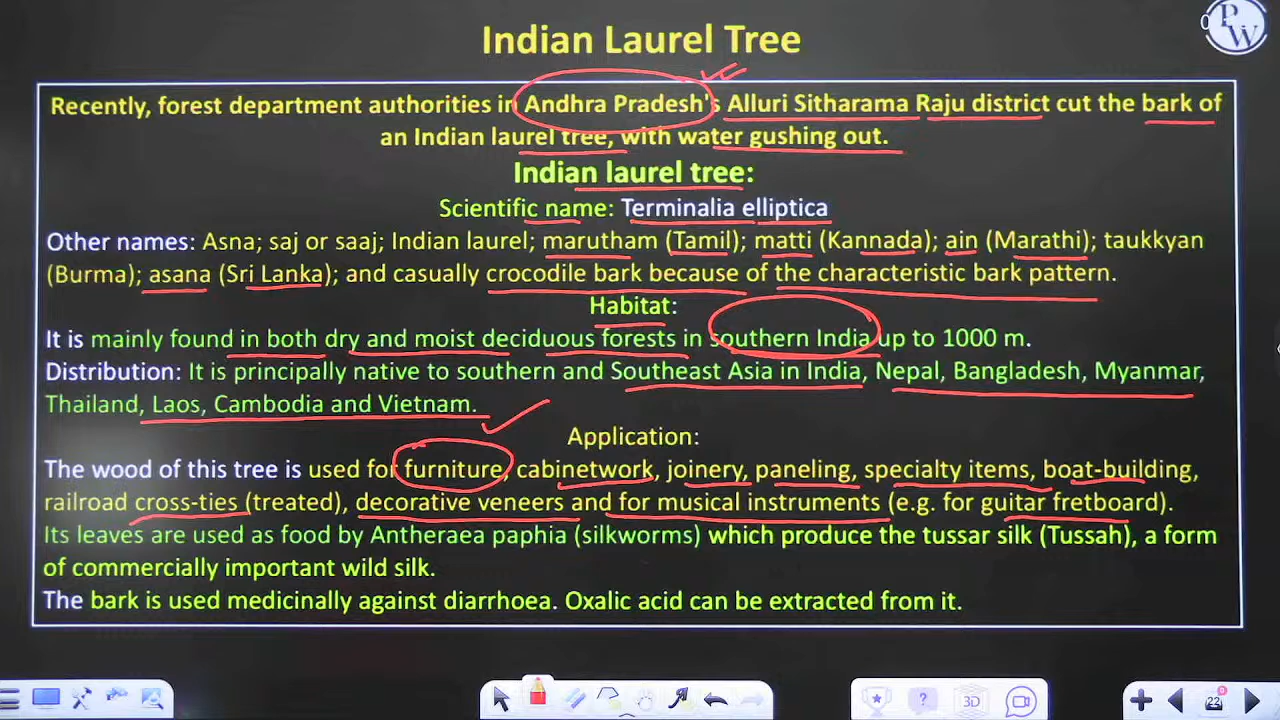 Indian Laurel Tree
P
W
Recently, forest department authorities in Andhra Pradesh's Alluri Sitharama Raju district cut the bark of
an Indian laurel tree, with water gushing out.
Indian laurel tree:
Scientific name: Terminalia elliptica
Other names: Asna; saj or saaj; Indian laurel; marutham (Tamil); matti (Kannada); ain (Marathi); taukkyan
(Burma); asana (Sri Lanka); and casually crocodile bark because of the characteristic bark pattern.
Habitat:
It is mainly found in both dry and moist deciduous forests in southern India up to 1000 m.
Distribution: It is principally native to southern and Southeast Asia in India, Nepal, Bangladesh, Myanmar,
Thailand, Laos, Cambodia and Vietnam.
Application:
The wood of this tree is used for furniture, cabinetwork, joinery, paneling, specialty items, boat-building,
railroad cross-ties (treated), decorative veneers and for musical instruments (e.g. for guitar fretboard).
Its leaves are used as food by Antheraea paphia (silkworms) which produce the tussar silk (Tussah), a form
of commercially important wild silk.
The bark is used medicinally against diarrhoea. Oxalic acid can be extracted from it.
3D
22